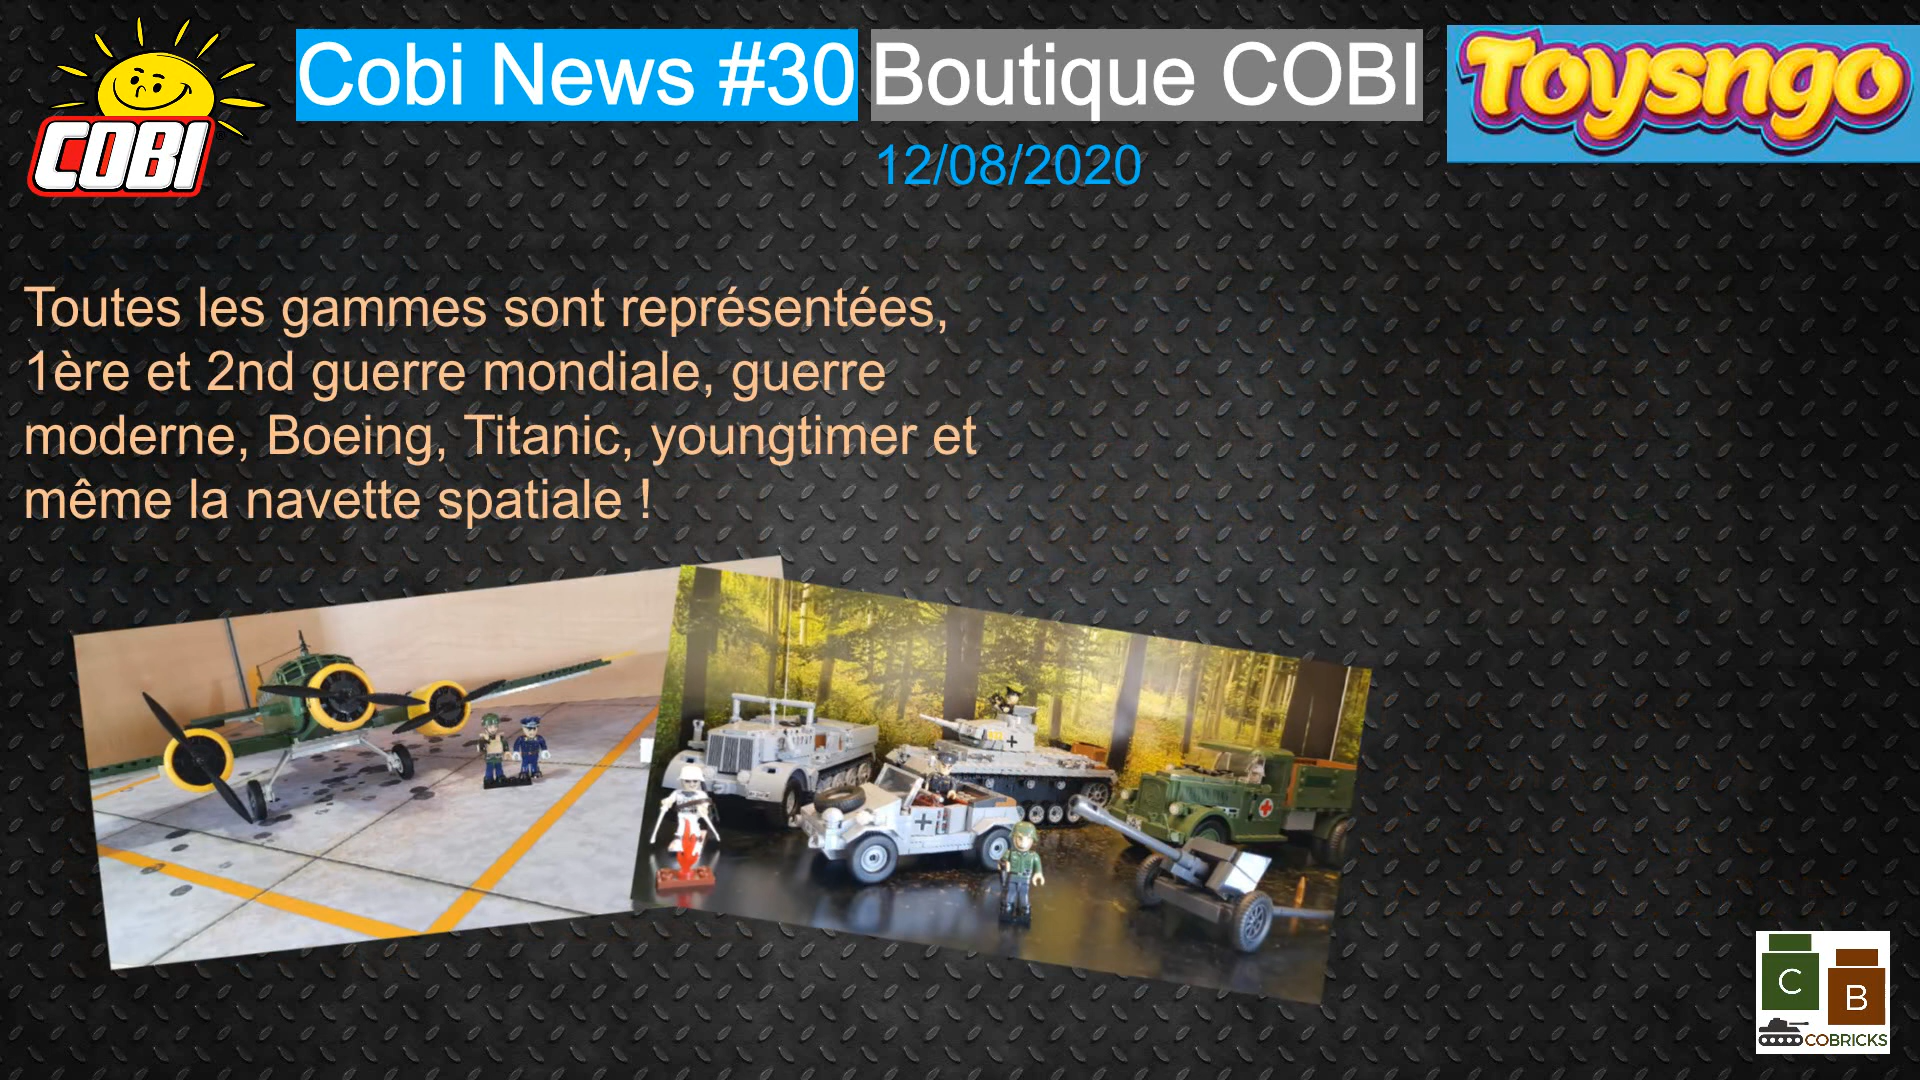 COBI
Cobi News #30 Boutique COBI
Toysngo
12/08/2020
Toutes les gammes sont représentées,
1ère et 2nd guerre mondiale, guerre
moderne, Boeing, Titanic, youngtimer et
même la navette spatiale !
C
B
COBRICKS